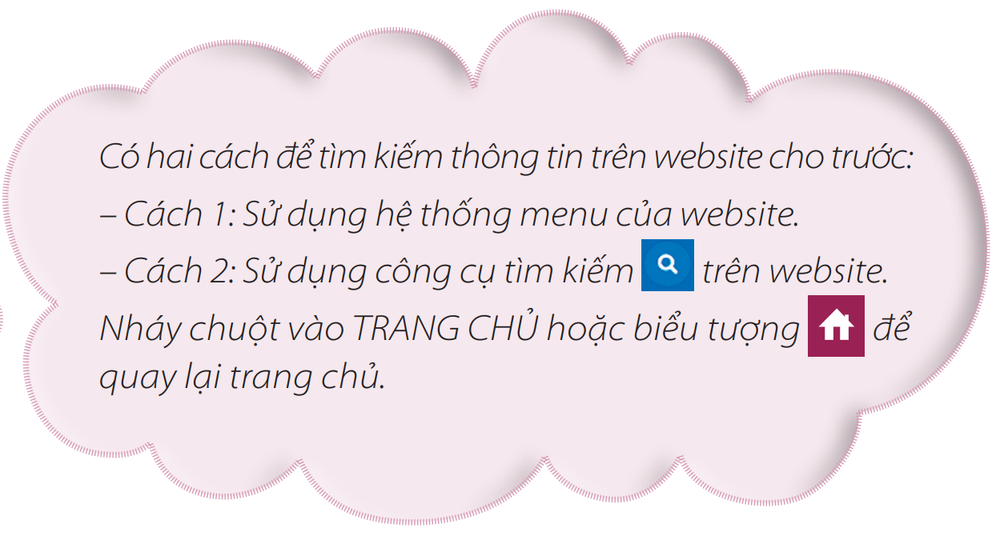 Có hai cách để tìm kiếm thông tin trên website cho trước:
– Cách 1: Sử dụng hệ thống menu của website.
– Cách 2: Sử dụng công cụ tìm kiếm trên website.
Nháy chuột vào TRANG CHỦ hoặc biểu tượng để
quay lại trang chủ.